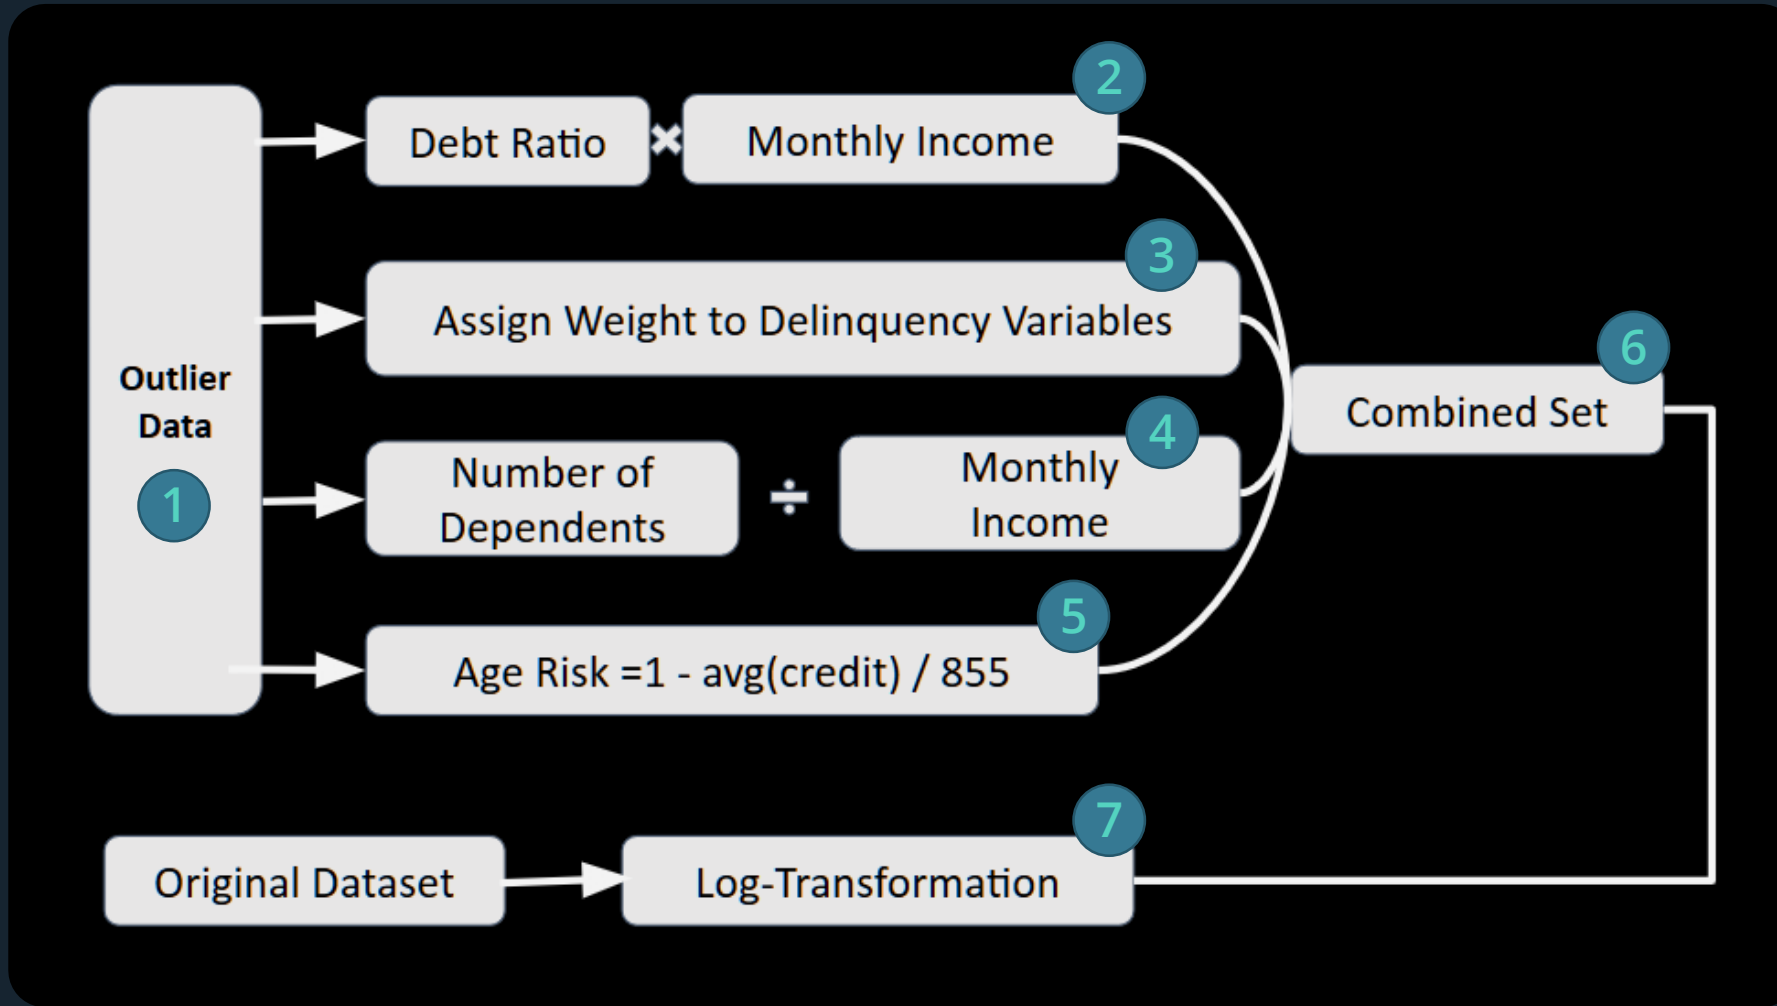 2
Debt Ratio × Monthly Income
3
Assign Weight to Delinquency Variables
Outlier
Data
1
6
Combined Set
4
Number of
Dependents
÷
Monthly
Income
5
Age Risk =1 - avg(credit) / 855
7
Original Dataset
Log-Transformation